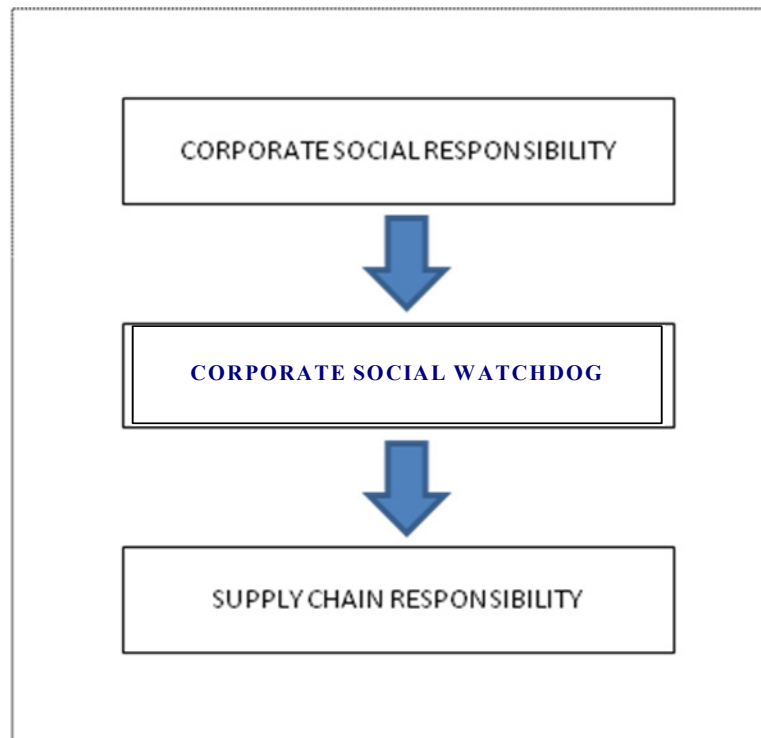 CORPORATE SOCIAL RESPONSIBILITY
CORPORATE SOCIAL WATCHDOG
SUPPLY CHAIN RESPONSIBILITY